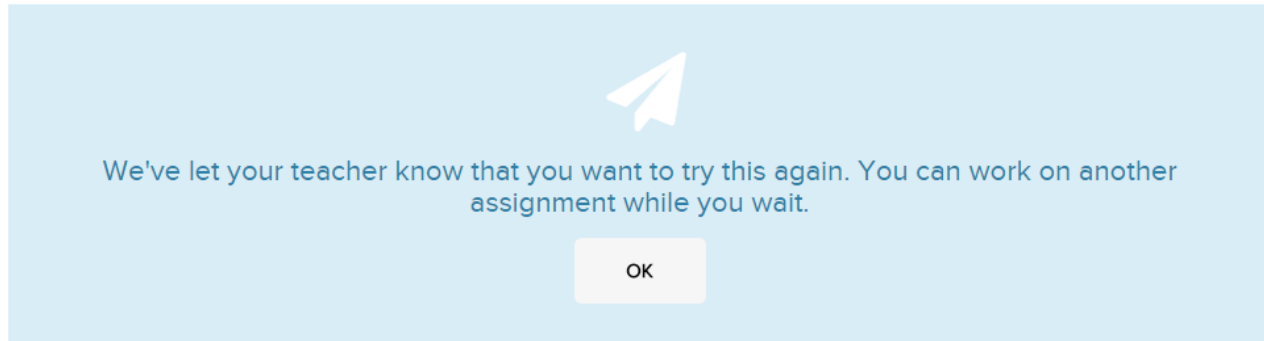 We've let your teacher know that you want to try this again. You can work on another
assignment while you wait.
OK